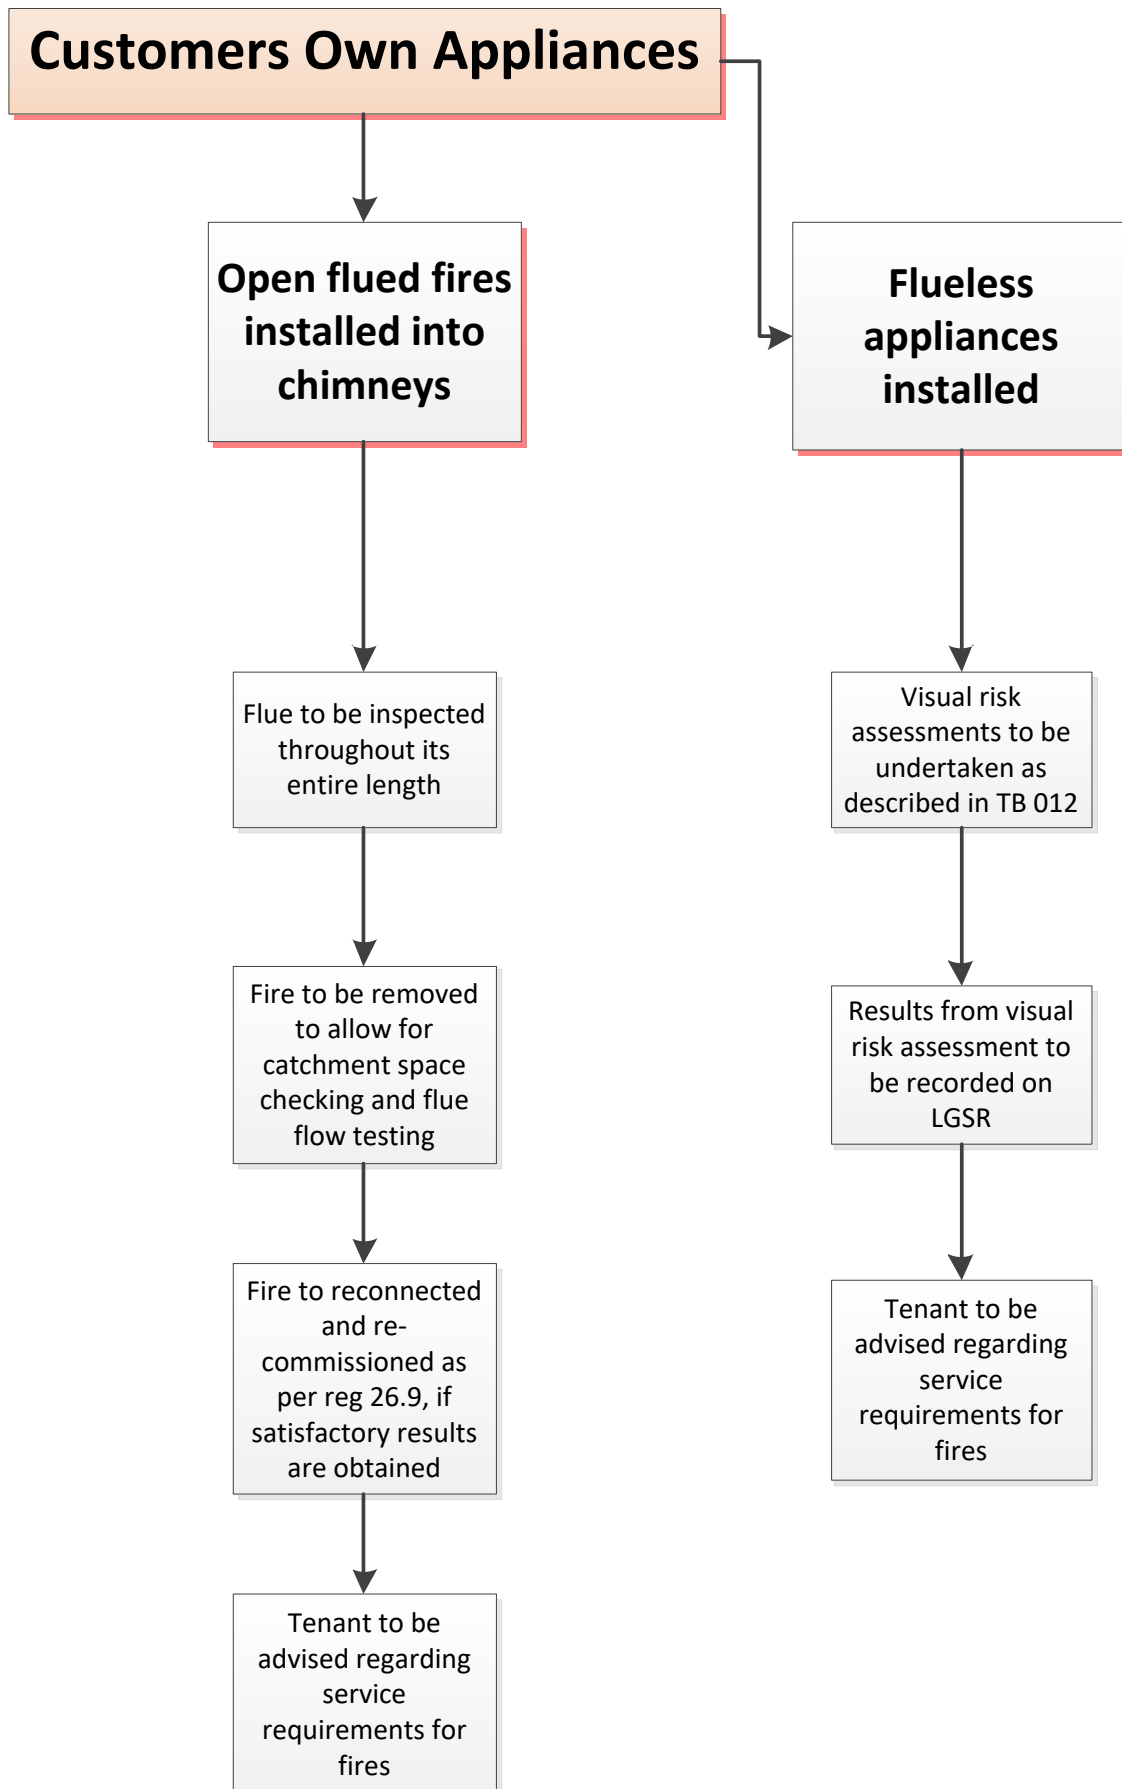 Customers Own Appliances
Open flued fires
installed into
chimneys
Flueless
appliances
installed
Flue to be inspected
throughout its
entire length
Visual risk
assessments to be
undertaken as
described in TB 012
Fire to be removed
to allow for
catchment space
checking and flue
flow testing
Results from visual
risk assessment to
be recorded on
LGSR
Fire to reconnected
and re-
commissioned as
per reg 26.9, if
satisfactory results
are obtained
Tenant to be
advised regarding
service
requirements for
fires
Tenant to be
advised regarding
service
requirements for
fires